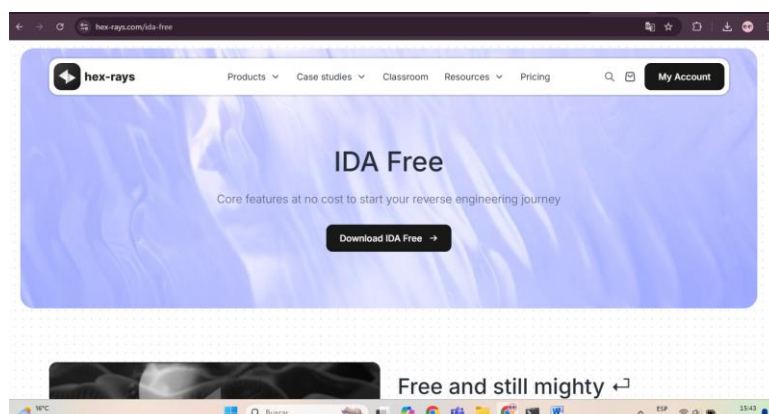 hex-rays.com/ida-free
hex-rays Products Case studies Classroom Resources Pricing My Account
IDA Free
Core features at no cost to start your reverse engineering journey
Download IDA Free →
Free and still mighty ↵
16°C Buscar ESP 15:43